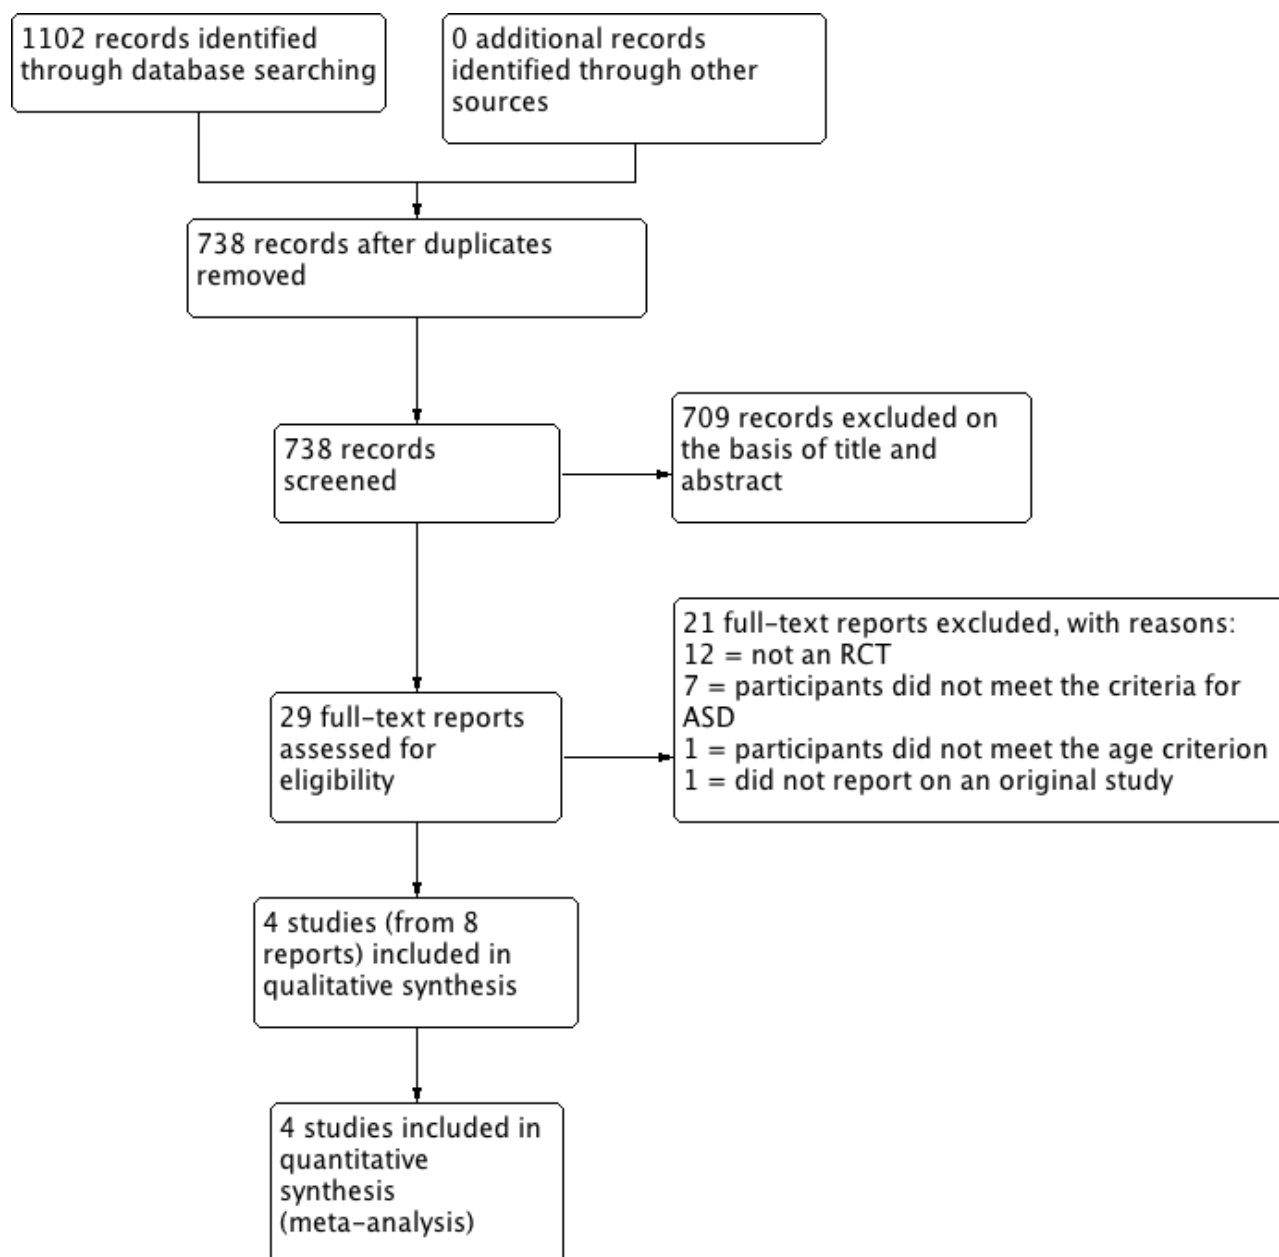 1102 records identified
through database searching
0 additional records
identified through other
sources
738 records after duplicates
removed
738 records
screened
709 records excluded on
the basis of title and
abstract
29 full-text reports
assessed for
eligibility
21 full-text reports excluded, with reasons:
12 = not an RCT
7 = participants did not meet the criteria for
ASD
1 = participants did not meet the age criterion
1 = did not report on an original study
4 studies (from 8
reports) included in
qualitative synthesis
4 studies included in
quantitative
synthesis
(meta-analysis)